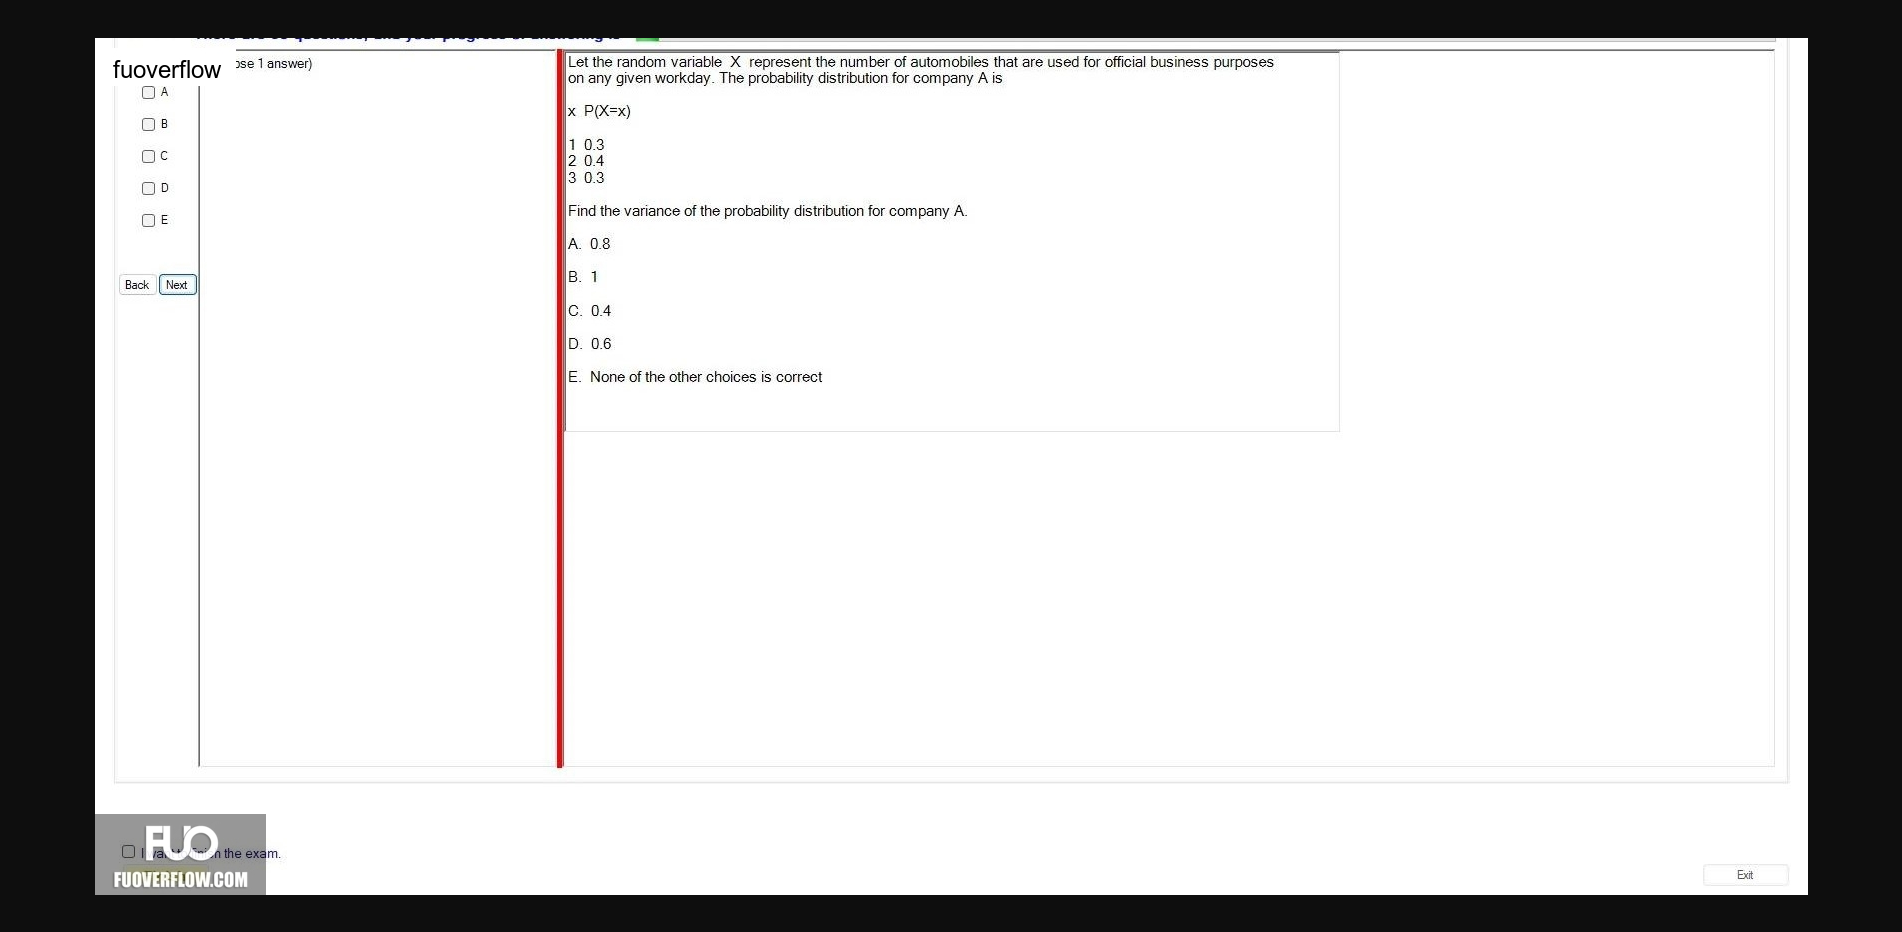 fuoverflow
1 answer)
A
B
C
D
E
Back Next
Let the random variable X represent the number of automobiles that are used for official business purposes
on any given workday. The probability distribution for company A is
x P(X=x)
1 0.3
2 0.4
3 0.3
Find the variance of the probability distribution for company A.
A. 0.8
B. 1
C. 0.4
D. 0.6
E. None of the other choices is correct
FUO
the exam.
FUOVERFLOW.COM
Exit